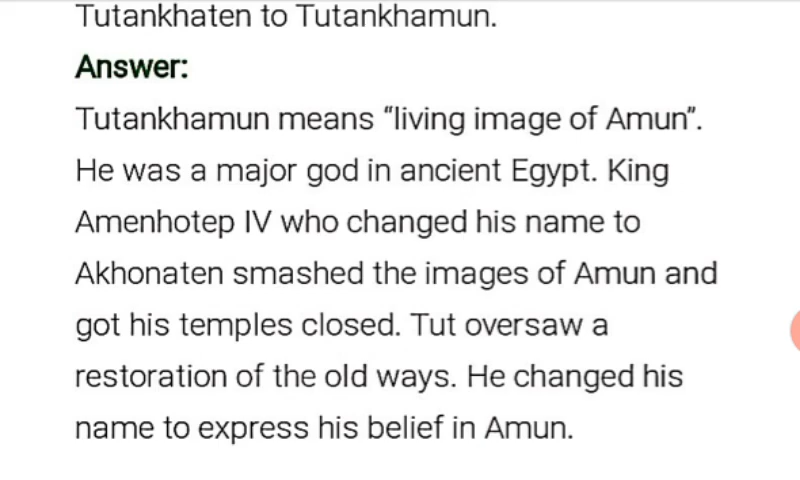 Tutankhaten to Tutankhamun.
Answer:
Tutankhamun means “living image of Amun”.
He was a major god in ancient Egypt. King
Amenhotep IV who changed his name to
Akhonaten smashed the images of Amun and
got his temples closed. Tut oversaw a
restoration of the old ways. He changed his
name to express his belief in Amun.